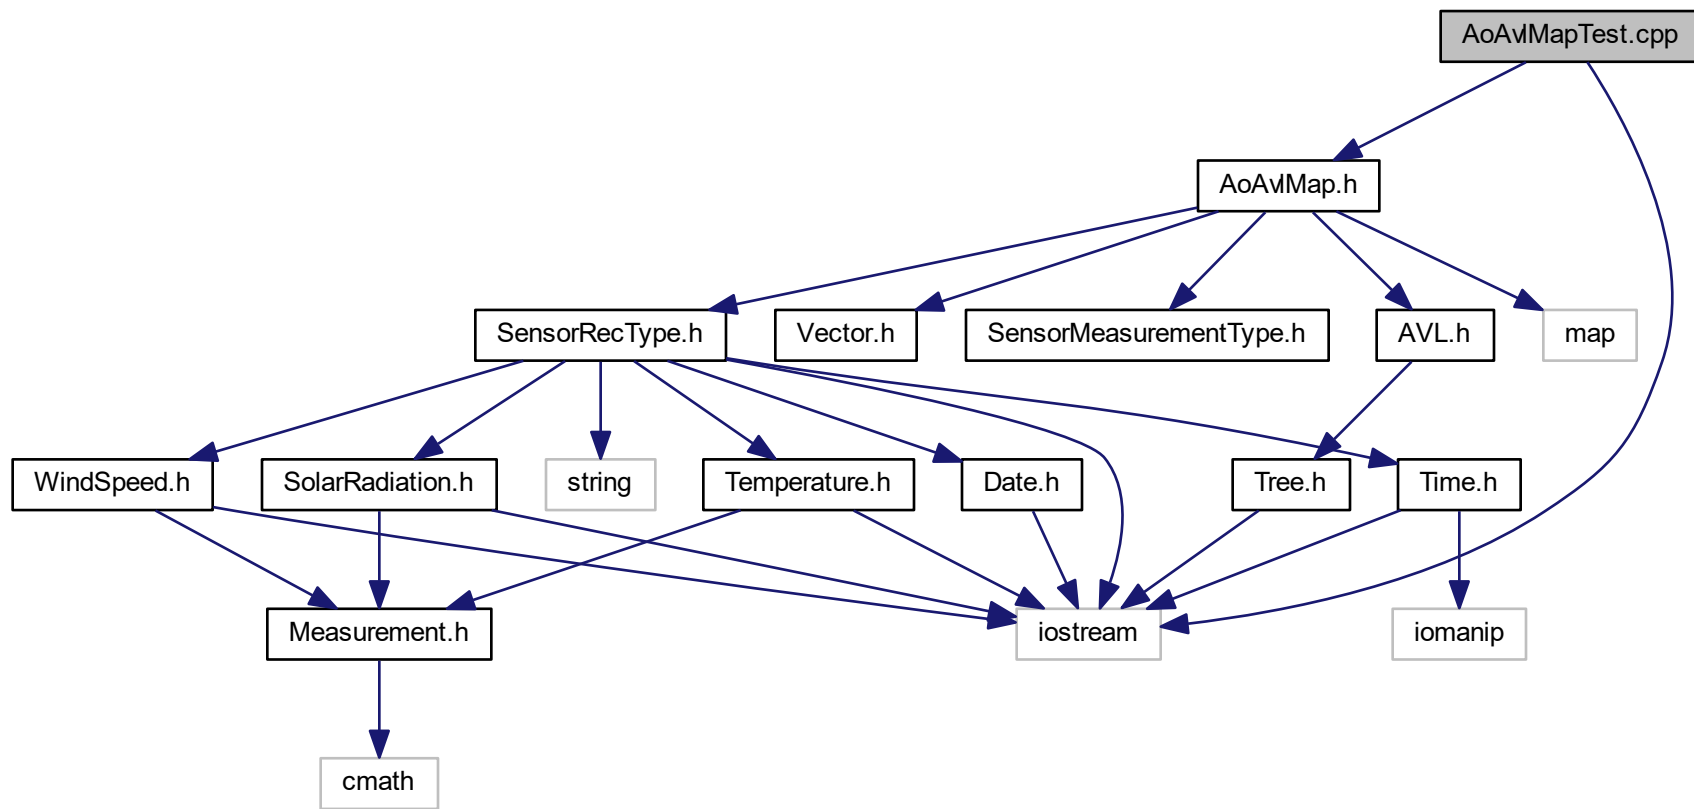 AoAvlMapTest.cpp
AoAvlMap.h
SensorRecType.h
Vector.h
SensorMeasurementType.h
AVL.h
map
WindSpeed.h
SolarRadiation.h
string
Temperature.h
Date.h
Tree.h
Time.h
Measurement.h
iostream
iomanip
cmath